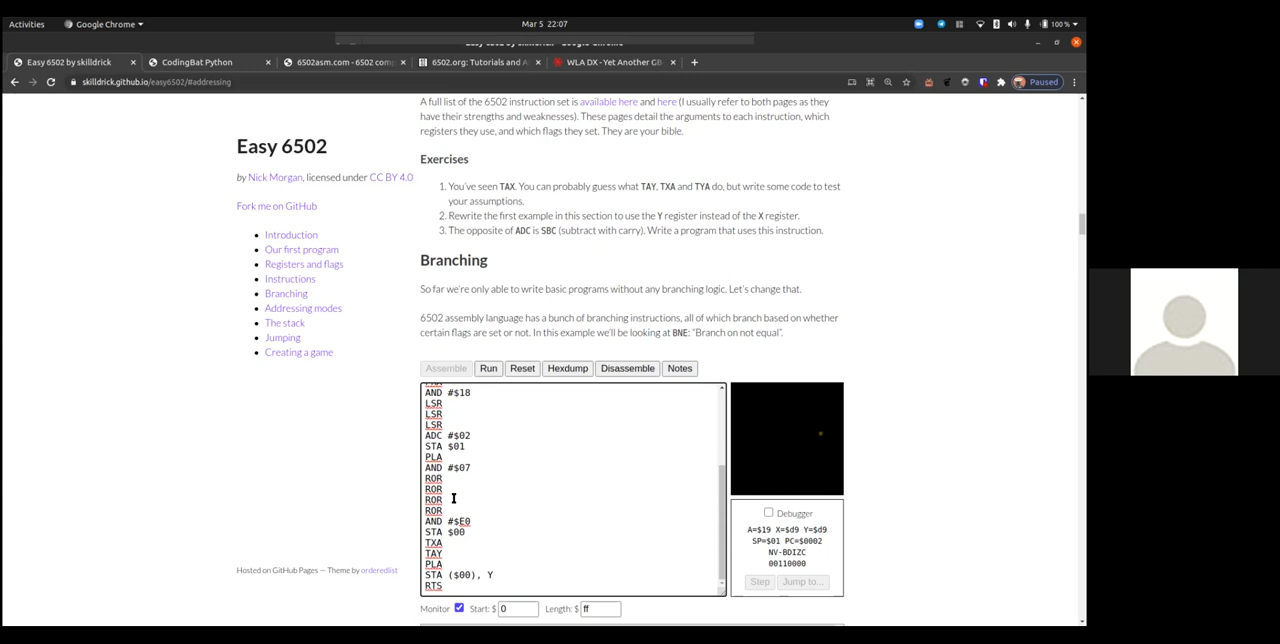 Activities Google Chrome Mar 5 22:07 100 %
Easy 6502 by skilldrick CodingBat Python 6502asm.com - 6502 comp 6502.org: Tutorials and A WLA DX - Yet Another GB
skilldrick.github.io/easy6502/#addressing Paused
A full list of the 6502 instruction set is available here and here (I usually refer to both pages as they
have their strengths and weaknesses). These pages detail the arguments to each instruction, which
registers they use, and which flags they set. They are your bible.
Easy 6502
by Nick Morgan, licensed under CC BY 4.0
Fork me on GitHub
Introduction
Our first program
Registers and flags
Instructions
Branching
Addressing modes
The stack
Jumping
Creating a game
Hosted on GitHub Pages — Theme by orderedlist
Exercises
1. You've seen TAX. You can probably guess what TAY, TXA and TYA do, but write some code to test
your assumptions.
2. Rewrite the first example in this section to use the Y register instead of the X register.
3. The opposite of ADC is SBC (subtract with carry). Write a program that uses this instruction.
Branching
So far we're only able to write basic programs without any branching logic. Let's change that.
6502 assembly language has a bunch of branching instructions, all of which branch based on whether
certain flags are set or not. In this example we'll be looking at BNE: "Branch on not equal".
Assemble Run Reset Hexdump Disassemble Notes
AND #$18
LSR
LSR
LSR
ADC #$02
STA $01
PLA
AND #$07
ROR
ROR
ROR
ROR
AND #$E0
STA $00
TXA
TAY
PLA
STA ($00), Y
RTS
Debugger
A=$19 X=$d9 Y=$d9
SP=$01 PC=$0002
NV-BDIZC
00110000
Step Jump to...
Monitor Start: $ 0 Length: $ ff